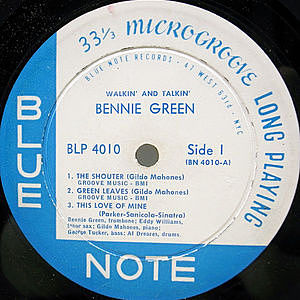 33 1/3 MICROGROOVE LONG PLAYING
BLUE NOTE RECORDS · 47 WEST 63rd · NYC
WALKIN' AND TALKIN'
BENNIE GREEN
BLP 4010 Side 1
(BN 4010-A)
1. THE SHOUTER (Gildo Mahones)
GROOVE MUSIC - BMI
2. GREEN LEAVES (Gildo Mahones)
GROOVE MUSIC - BMI
3. THIS LOVE OF MINE
(Parker-Sanicola-Sinatra)
Bennie Green, trombone; Eddy Williams,
tenor sax; Gildo Mahones, piano;
George Tucker, bass; Al Dreares, drums.
BLUE
NOTE